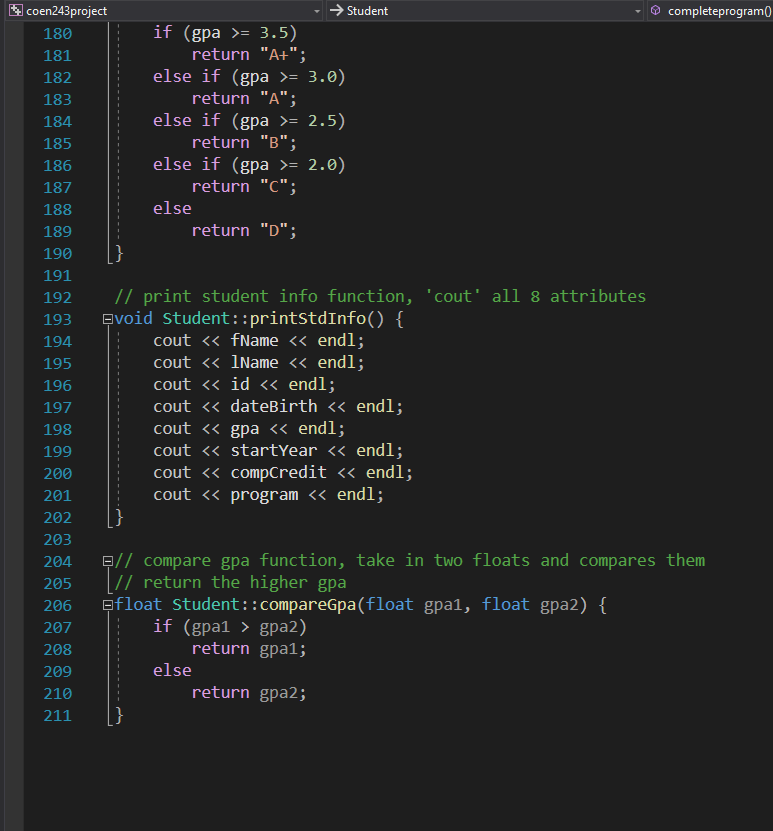 coen243project Student completeprogram()
180 if (gpa >= 3.5)
181 return "A+";
182 else if (gpa >= 3.0)
183 return "A";
184 else if (gpa >= 2.5)
185 return "B";
186 else if (gpa >= 2.0)
187 return "C";
188 else
189 return "D";
190 }
191
192 // print student info function, 'cout' all 8 attributes
193 void Student::printStdInfo() {
194 cout << fName << endl;
195 cout << lName << endl;
196 cout << id << endl;
197 cout << dateBirth << endl;
198 cout << gpa << endl;
199 cout << startYear << endl;
200 cout << compCredit << endl;
201 cout << program << endl;
202 }
203
204 // compare gpa function, take in two floats and compares them
205 // return the higher gpa
206 float Student::compareGpa(float gpa1, float gpa2) {
207 if (gpa1 > gpa2)
208 return gpa1;
209 else
210 return gpa2;
211 }